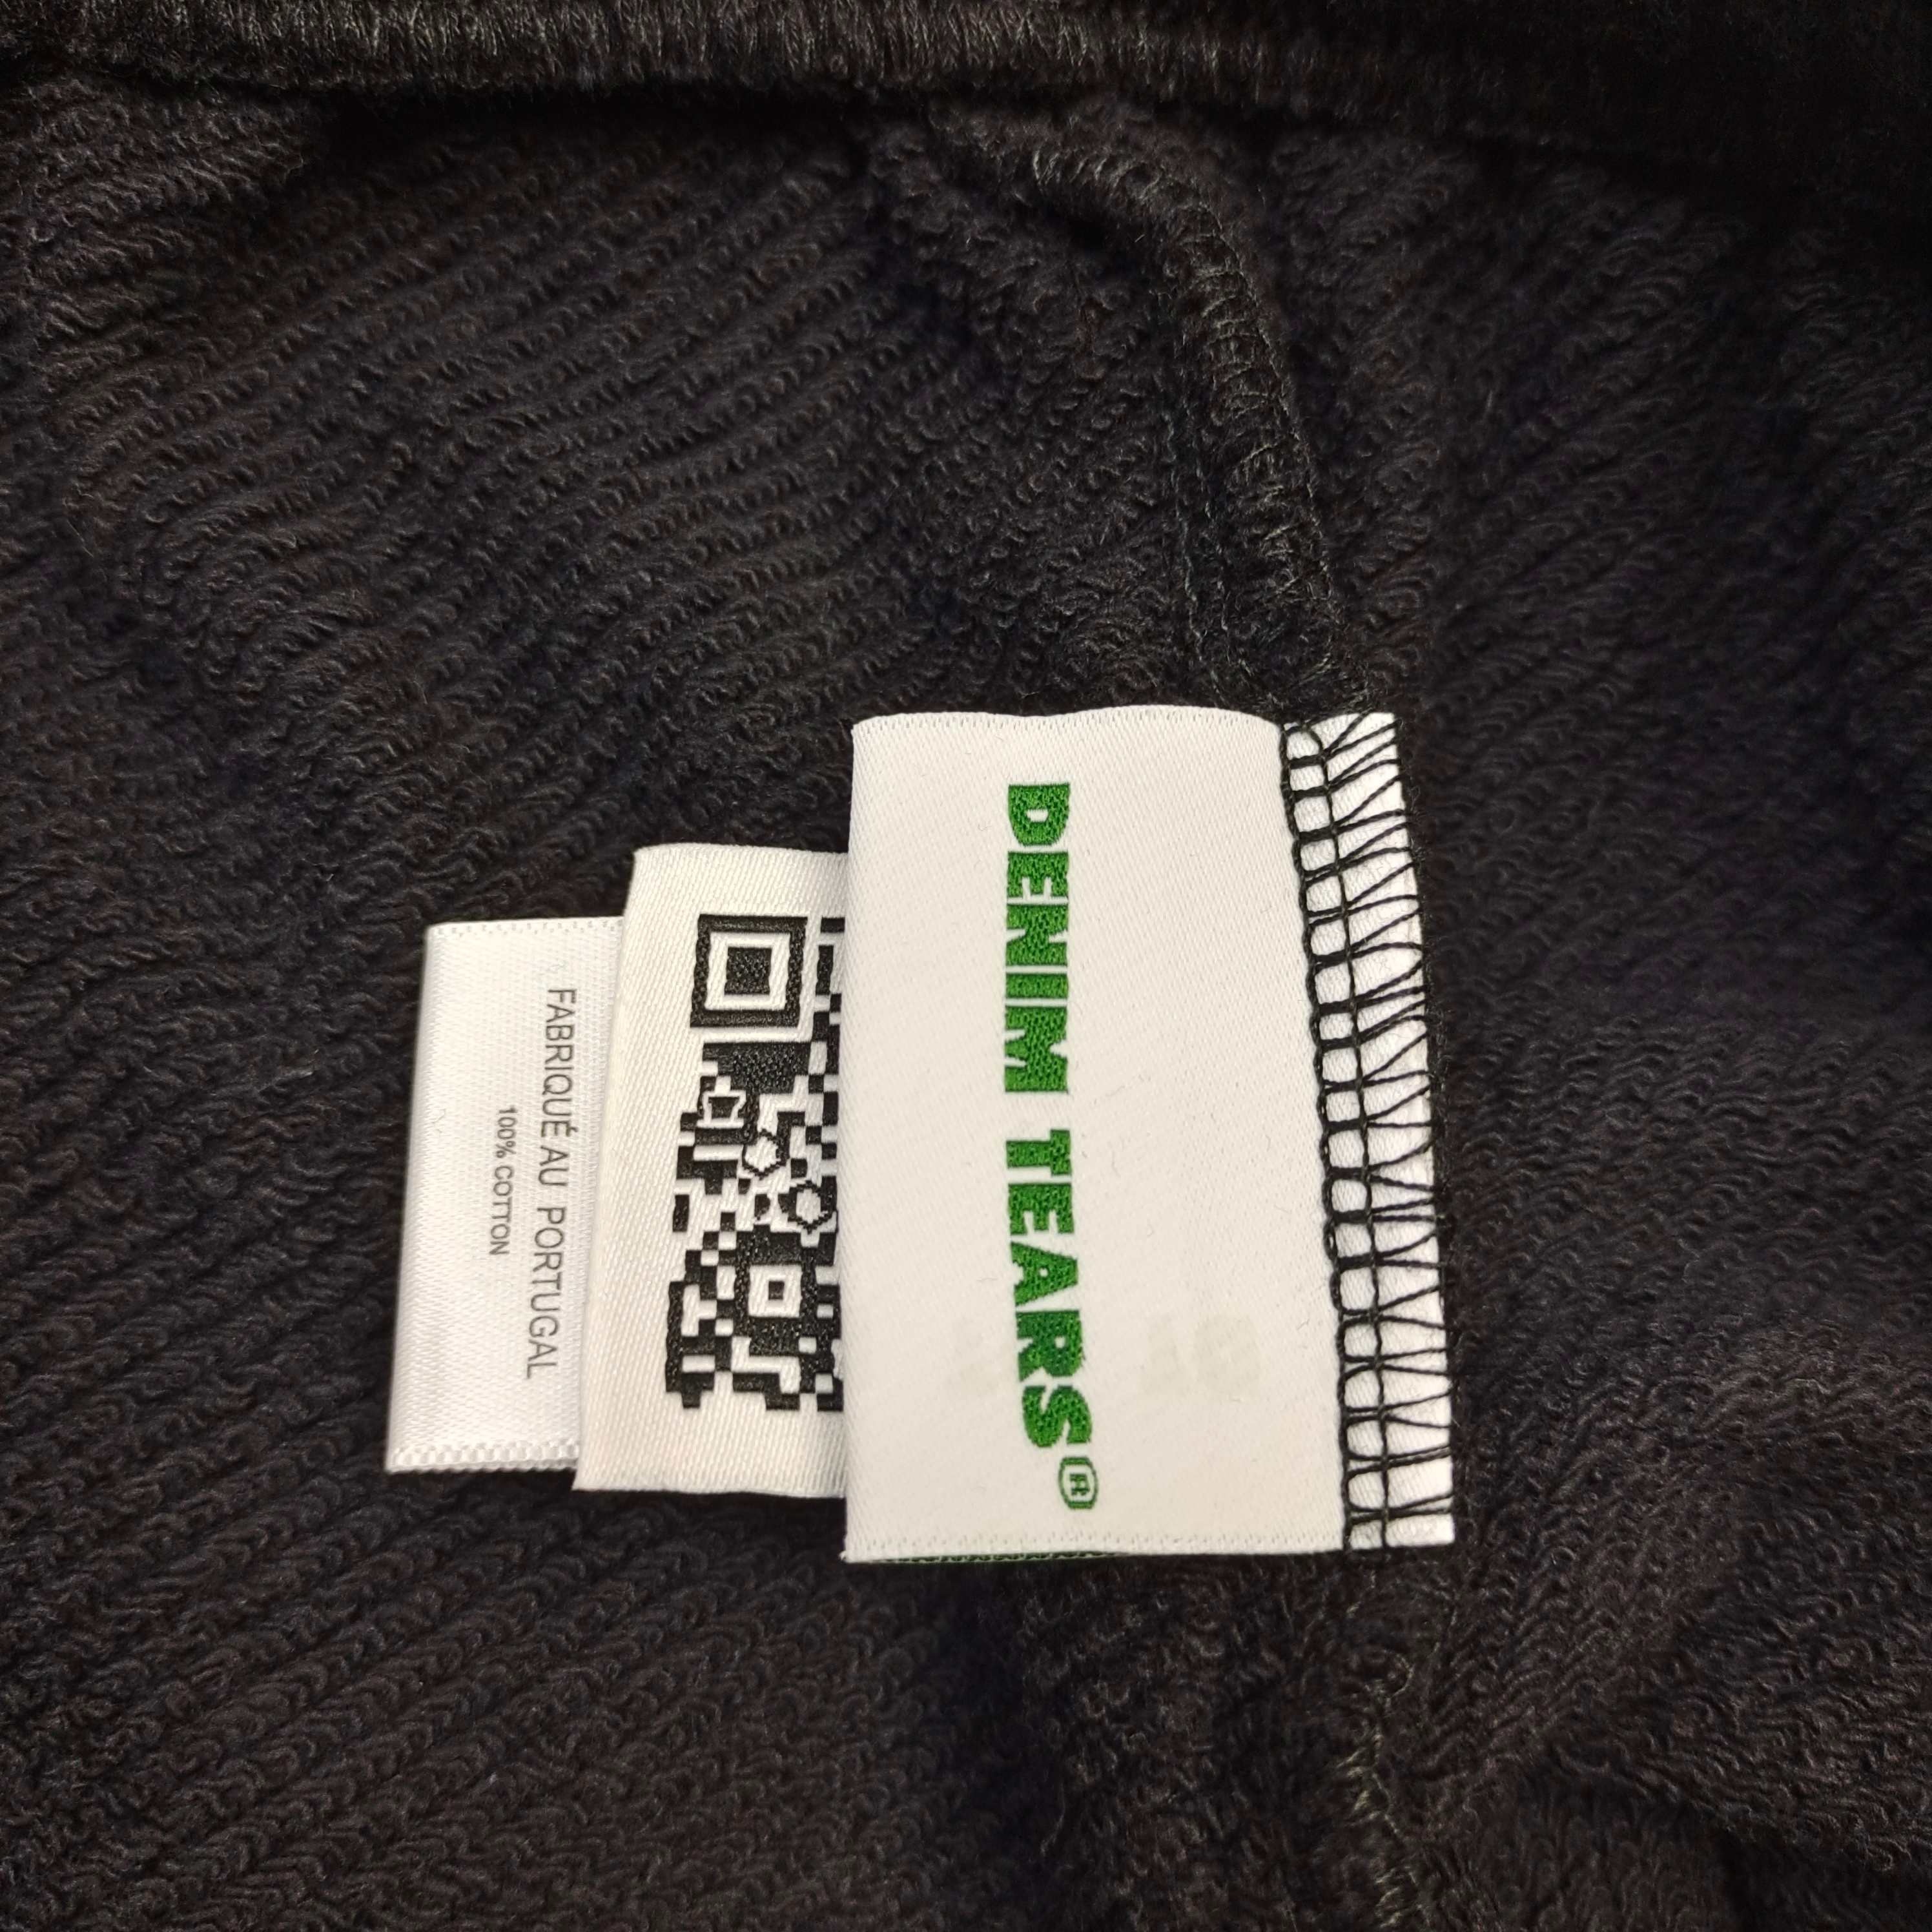 DENIM TEARS®
FABRIQUÉ AU PORTUGAL
100% COTTON